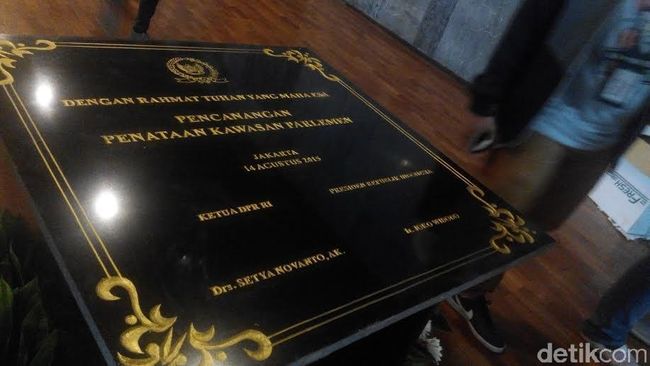 DENGAN RAHMAT TUHAN YANG MAHA ESA
PENCANANGAN
PENATAAN KAWASAN PARLEMEN
JAKARTA
14 AGUSTUS 2015
KETUA DPR RI
PRESIDEN REPUBLIK INDONESIA
Drs. SETYA NOVANTO, AK.
Ir. JOKO WIDODO
FRESH
detikcom